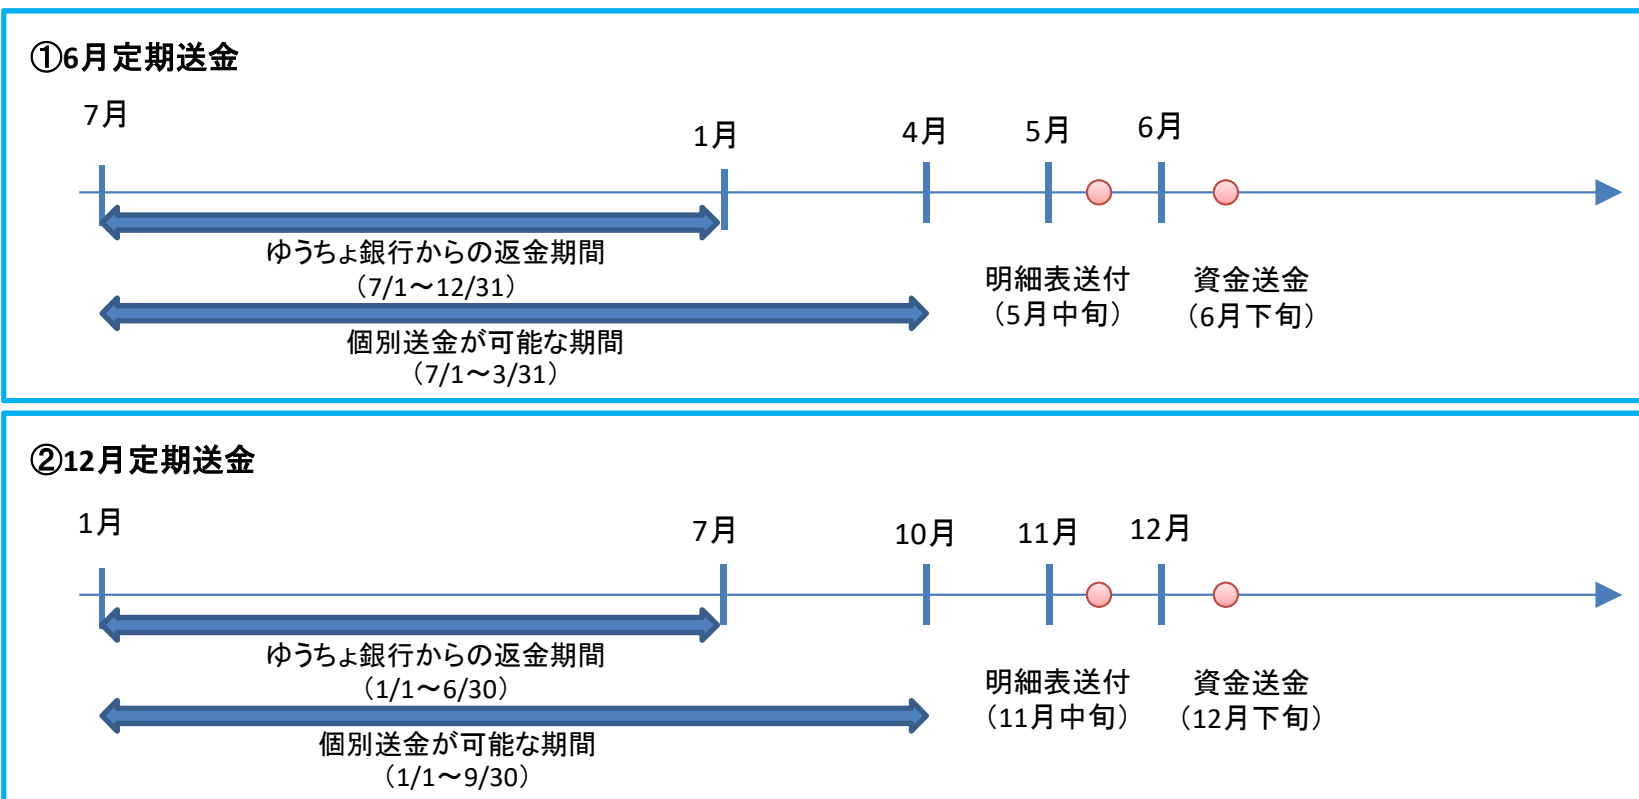 ①6月定期送金
7月
1月
4月
5月
6月
ゆうちょ銀行からの返金期間
（7/1～12/31）
個別送金が可能な期間
（7/1～3/31）
明細表送付
（5月中旬）
資金送金
（6月下旬）
②12月定期送金
1月
7月
10月
11月
12月
ゆうちょ銀行からの返金期間
（1/1～6/30）
個別送金が可能な期間
（1/1～9/30）
明細表送付
（11月中旬）
資金送金
（12月下旬）